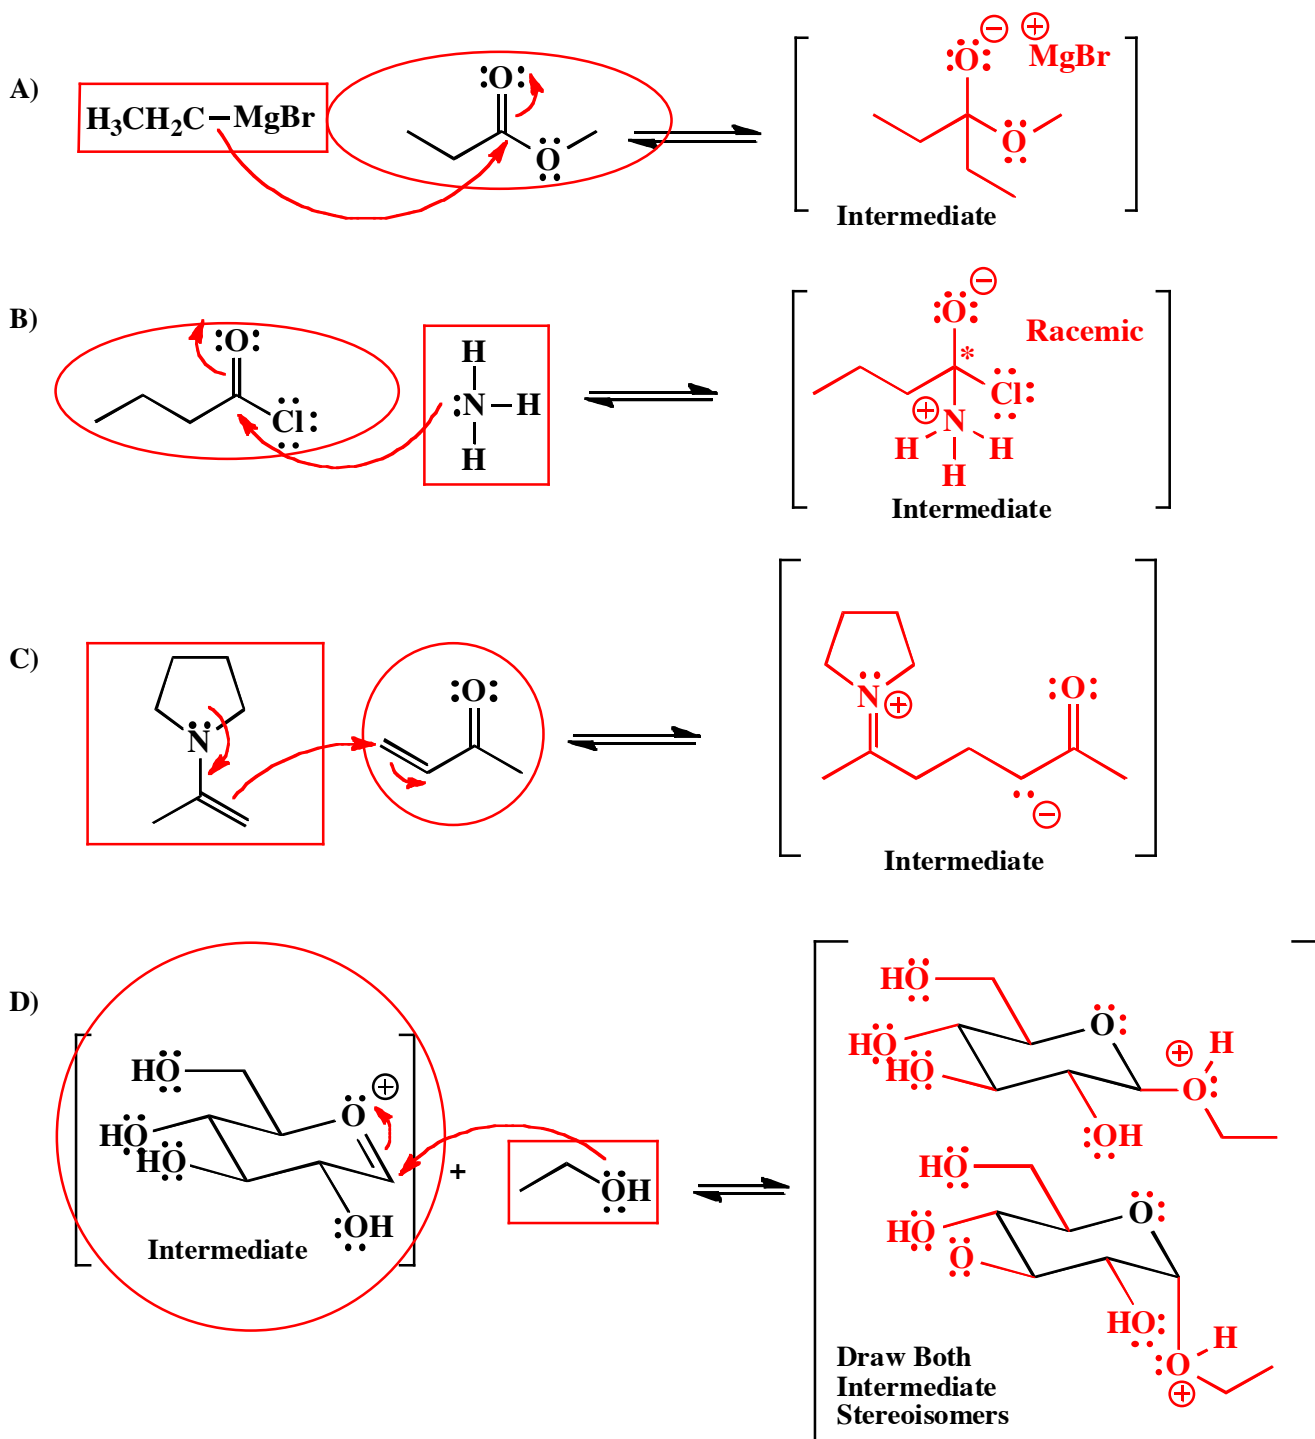 A)
H₃CH₂C–MgBr
O
O
O
⊖ ⊕
MgBr
O
Intermediate
B)
O
Cl
H
N–H
H
O
⊖
Racemic
*
Cl
⊕
N
H H
H
Intermediate
C)
N
O
N
⊕
O
⊖
Intermediate
D)
HO
HO
HO
O
⊕
OH
Intermediate
+
OH
HO
HO
HO
O
⊕
H
O
OH
HO
HO
O
O
HO
H
O
⊕
Draw Both
Intermediate
Stereoisomers